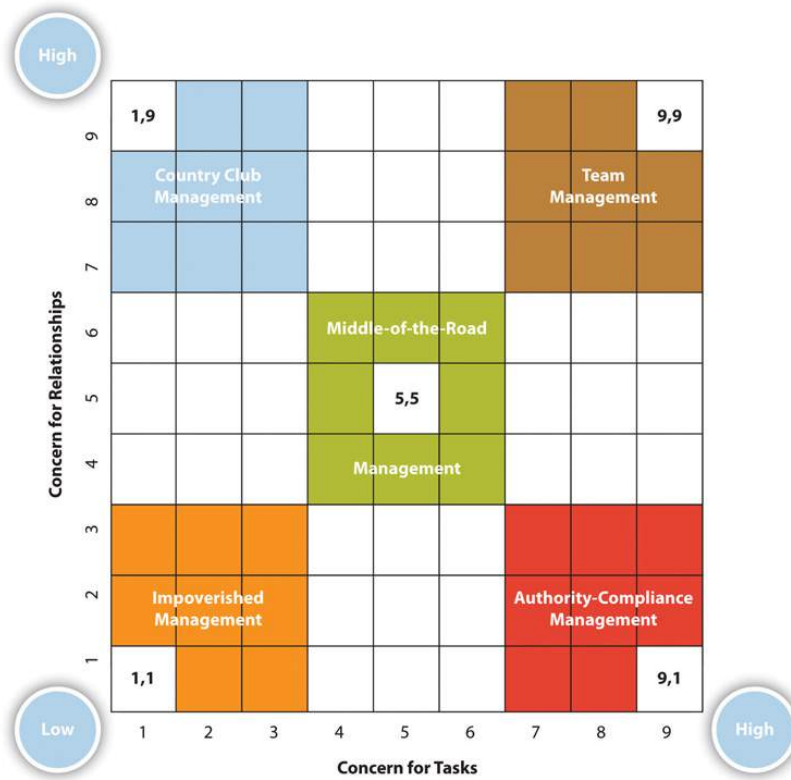 High
1,9
9,9
9
Country Club
Management
Team
Management
8
7
Concern for Relationships
Middle-of-the-Road
6
5,5
5
Management
4
3
Impoverished
Management
Authority-Compliance
Management
2
1
1,1
9,1
Low
1 2 3 4 5 6 7 8 9
High
Concern for Tasks